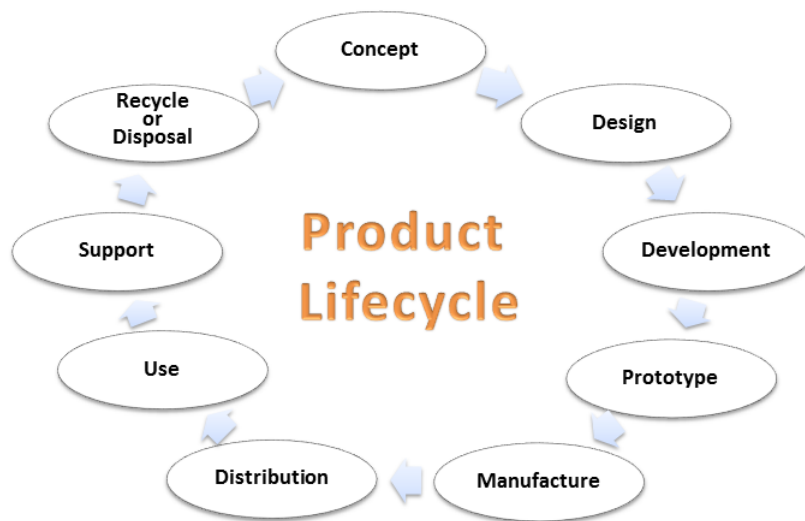 Concept
Design
Development
Prototype
Manufacture
Distribution
Use
Support
Recycle
or
Disposal
Product
Lifecycle